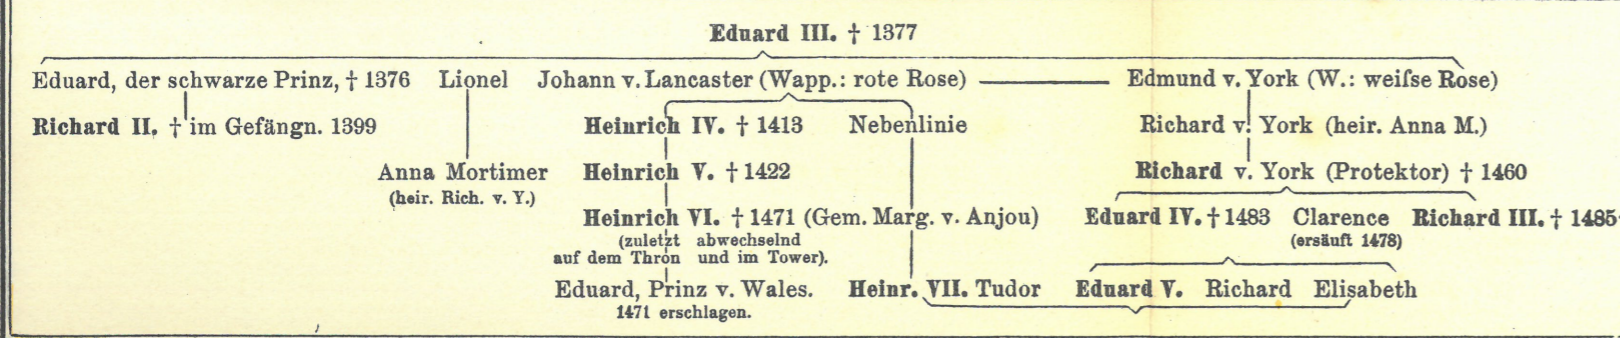 Eduard III. † 1377
Eduard, der schwarze Prinz, † 1376 Lionel Johann v. Lancaster (Wapp.: rote Rose) Edmund v. York (W.: weiſse Rose)
Richard II. † im Gefängn. 1399 Heinrich IV. † 1413 Nebenlinie Richard v. York (heir. Anna M.)
Anna Mortimer Heinrich V. † 1422 Richard v. York (Protektor) † 1460
(heir. Rich. v. Y.)
Heinrich VI. † 1471 (Gem. Marg. v. Anjou) Eduard IV. † 1483 Clarence Richard III. † 1485
(zuletzt abwechselnd (ersäuft 1478)
auf dem Thron und im Tower).
Eduard, Prinz v. Wales. Heinr. VII. Tudor Eduard V. Richard Elisabeth
1471 erschlagen.